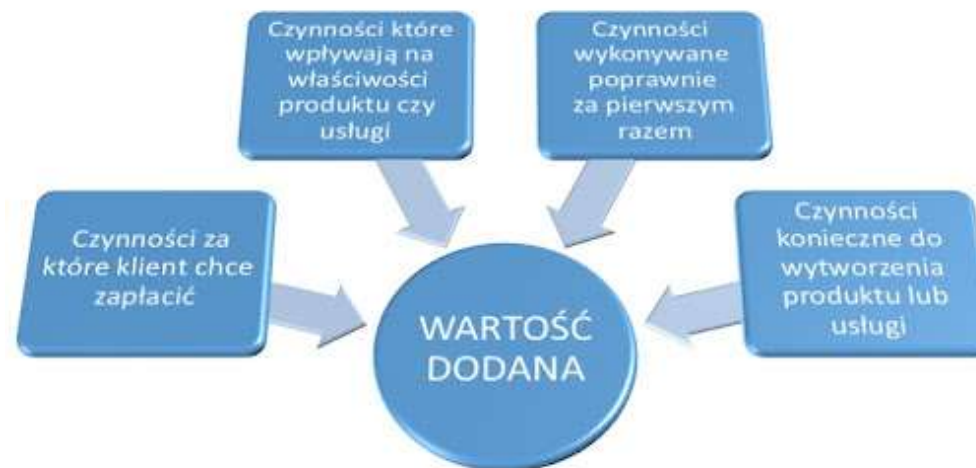 Czynności które
wpływają na
właściwości
produktu czy
usługi
Czynności
wykonywane
poprawnie
za pierwszym
razem
Czynności za
które klient chce
zapłacić
Czynności
konieczne do
wytworzenia
produktu lub
usługi
WARTOŚĆ
DODANA